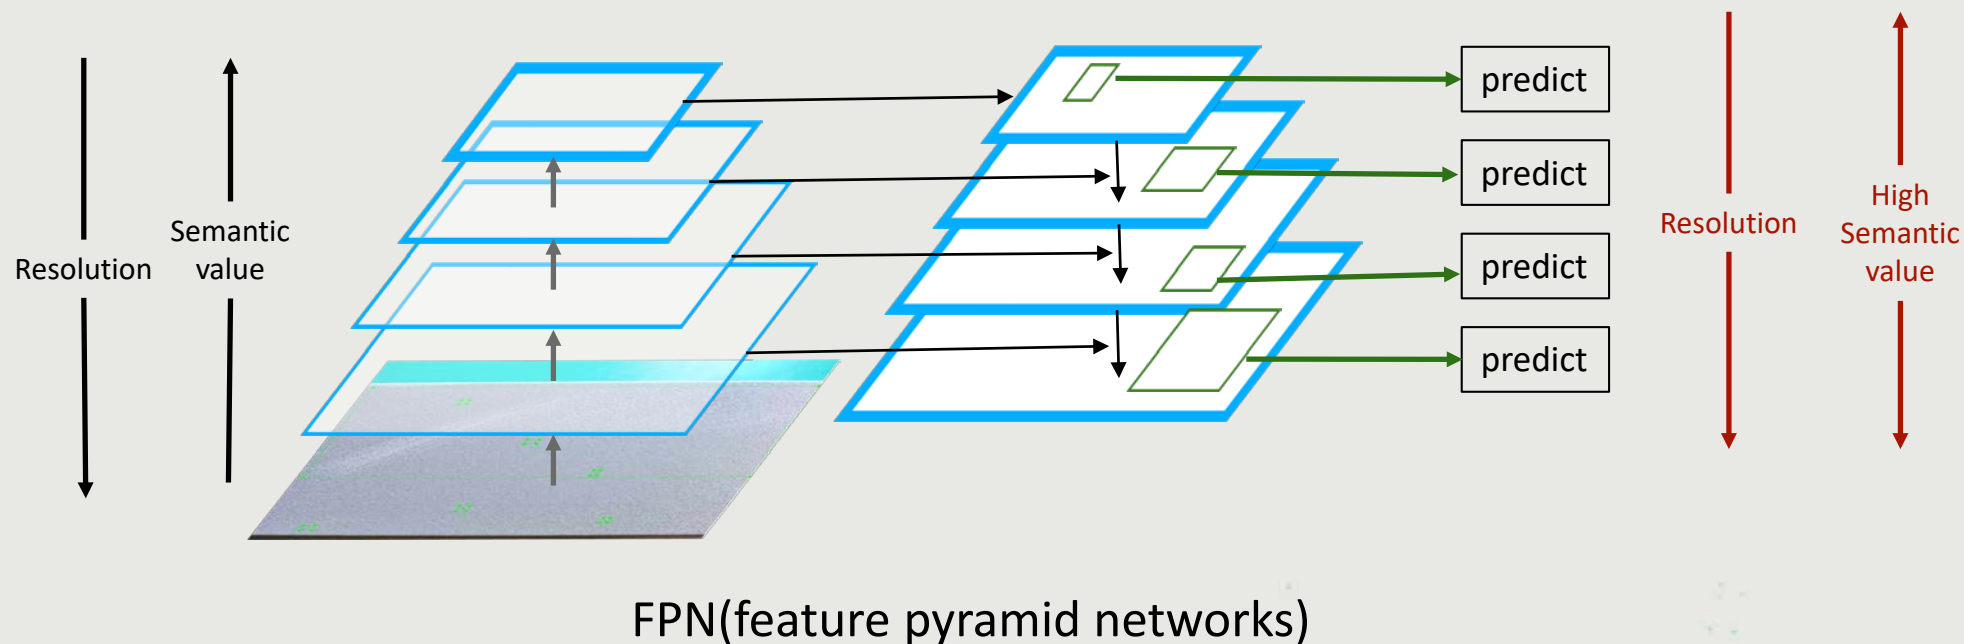 Resolution
Semantic
value
predict
predict
predict
predict
Resolution
High
Semantic
value
FPN(feature pyramid networks)